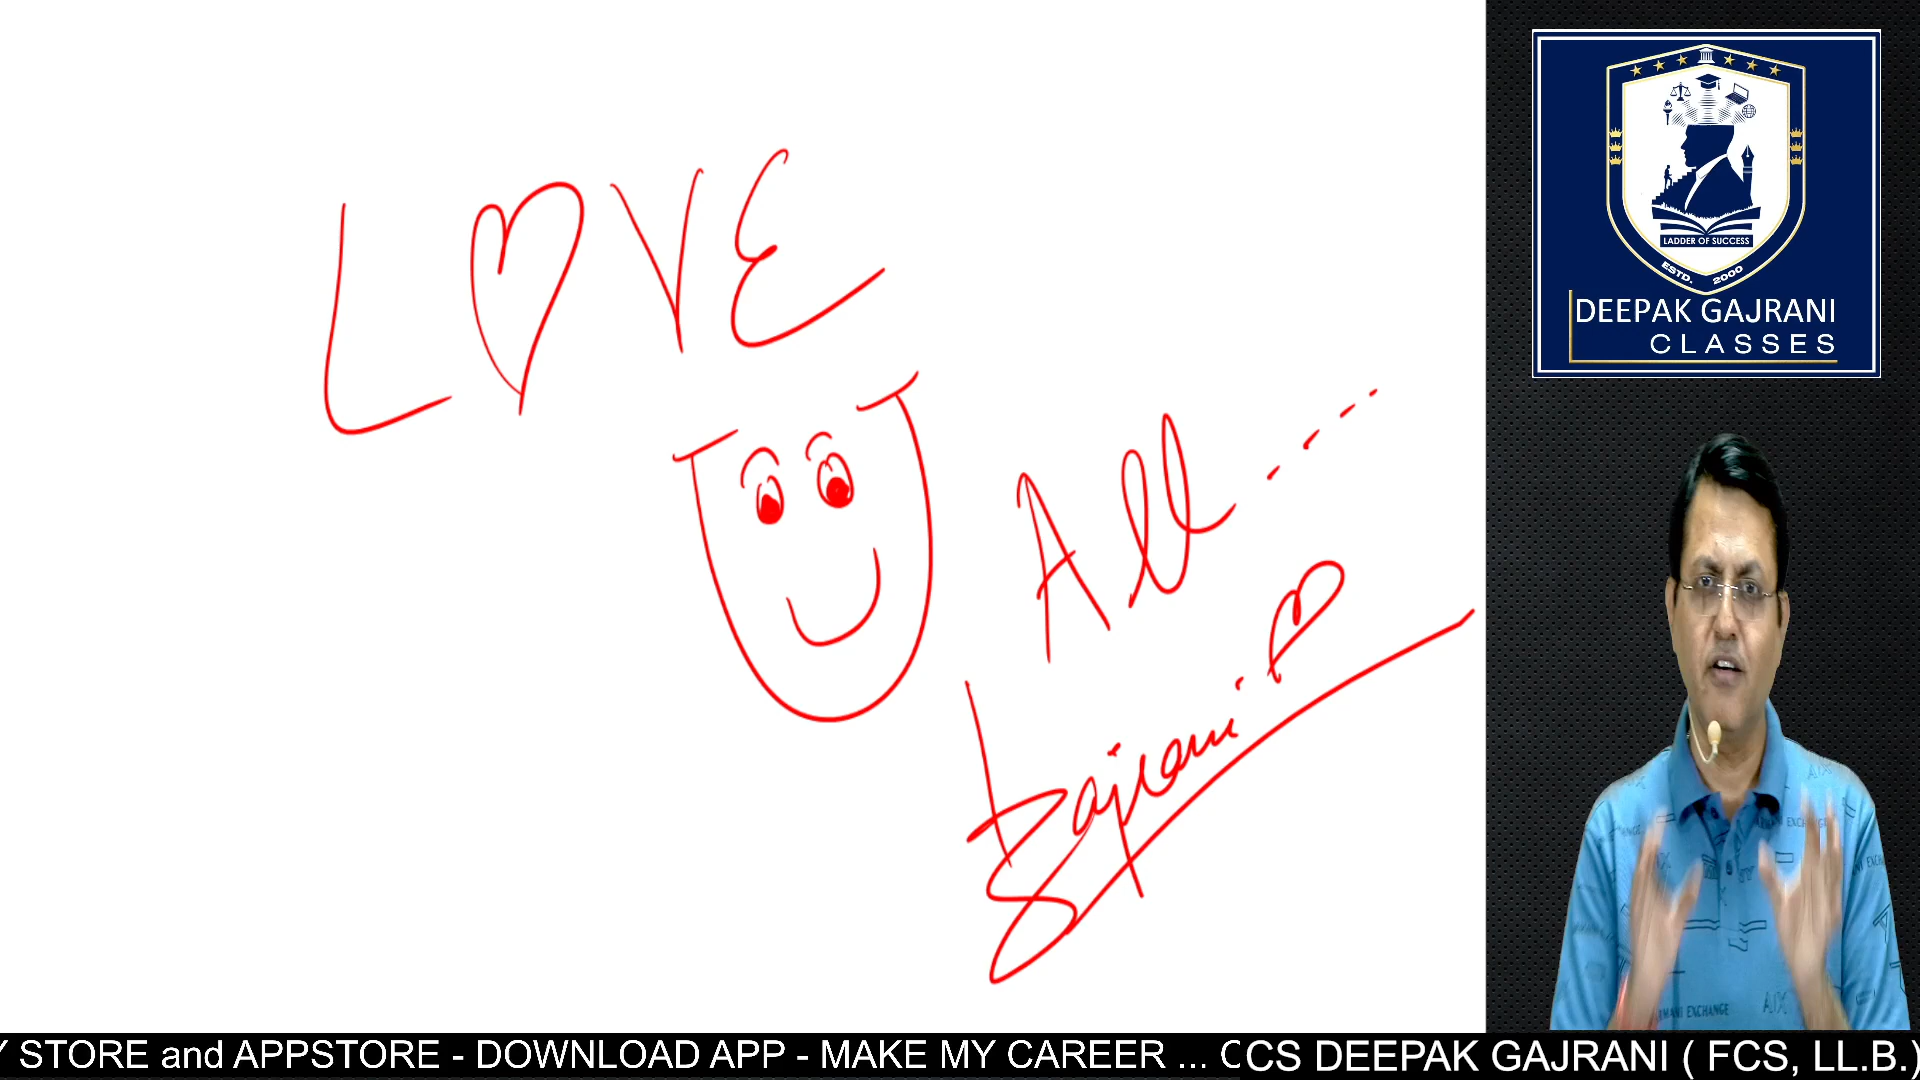 LOVE
U All ....
Gajrani
LADDER OF SUCCESS
ESTD. 2000
DEEPAK GAJRANI
CLASSES
Y STORE and APPSTORE - DOWNLOAD APP - MAKE MY CAREER ... C
CS DEEPAK GAJRANI ( FCS, LL.B.)